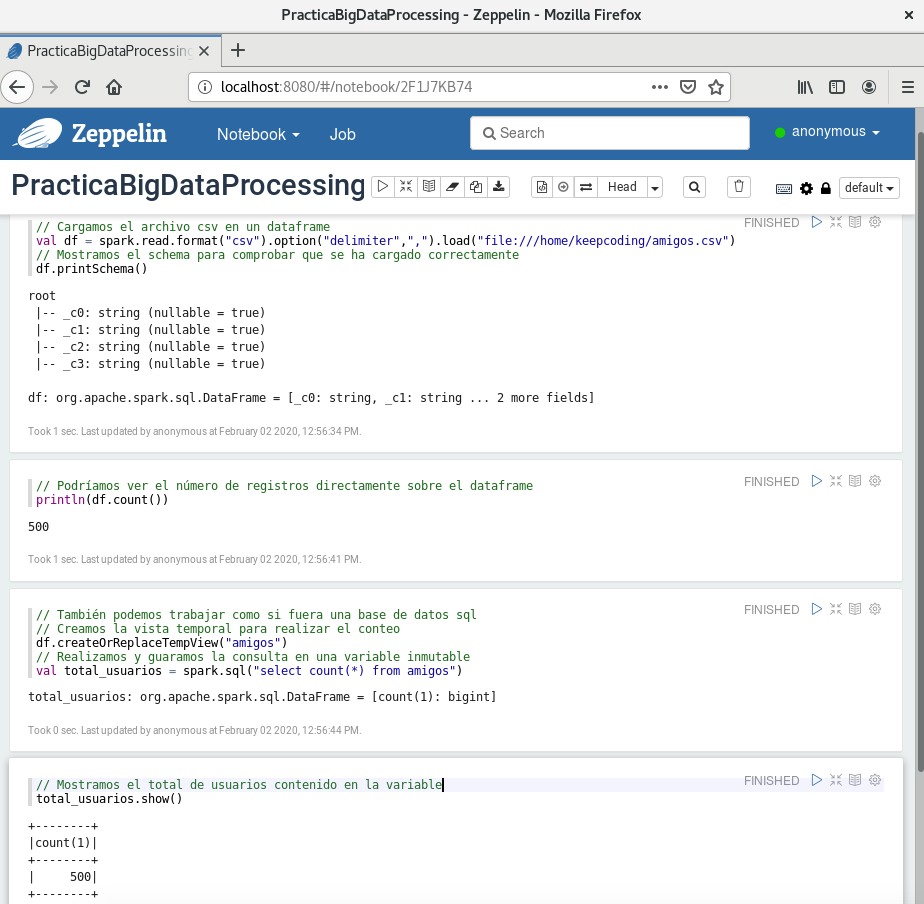 PracticaBigDataProcessing - Zeppelin - Mozilla Firefox
PracticaBigDataProcessing
localhost:8080/#/notebook/2F1J7KB74
Zeppelin
Notebook
Job
Search
anonymous
PracticaBigDataProcessing
Head
default
// Cargamos el archivo csv en un dataframe
FINISHED
val df = spark.read.format("csv").option("delimiter",",").load("file:///home/keepcoding/amigos.csv")
// Mostramos el schema para comprobar que se ha cargado correctamente
df.printSchema()
root
|-- _c0: string (nullable = true)
|-- _c1: string (nullable = true)
|-- _c2: string (nullable = true)
|-- _c3: string (nullable = true)
df: org.apache.spark.sql.DataFrame = [_c0: string, _c1: string ... 2 more fields]
Took 1 sec. Last updated by anonymous at February 02 2020, 12:56:34 PM.
// Podríamos ver el número de registros directamente sobre el dataframe
FINISHED
println(df.count())
500
Took 1 sec. Last updated by anonymous at February 02 2020, 12:56:41 PM.
// También podemos trabajar como si fuera una base de datos sql
FINISHED
// Creamos la vista temporal para realizar el conteo
df.createOrReplaceTempView("amigos")
// Realizamos y guaramos la consulta en una variable inmutable
val total_usuarios = spark.sql("select count(*) from amigos")
total_usuarios: org.apache.spark.sql.DataFrame = [count(1): bigint]
Took 0 sec. Last updated by anonymous at February 02 2020, 12:56:44 PM.
// Mostramos el total de usuarios contenido en la variable
FINISHED
total_usuarios.show()
+--------+
|count(1)|
+--------+
|     500|
+--------+